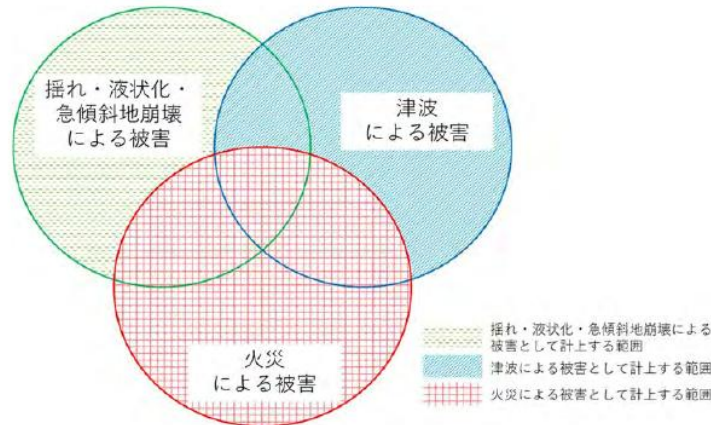 揺れ・液状化・
急傾斜地崩壊
による被害
津波
による被害
火災
による被害
揺れ・液状化・急傾斜地崩壊による
被害として計上する範囲
津波による被害として計上する範囲
火災による被害として計上する範囲